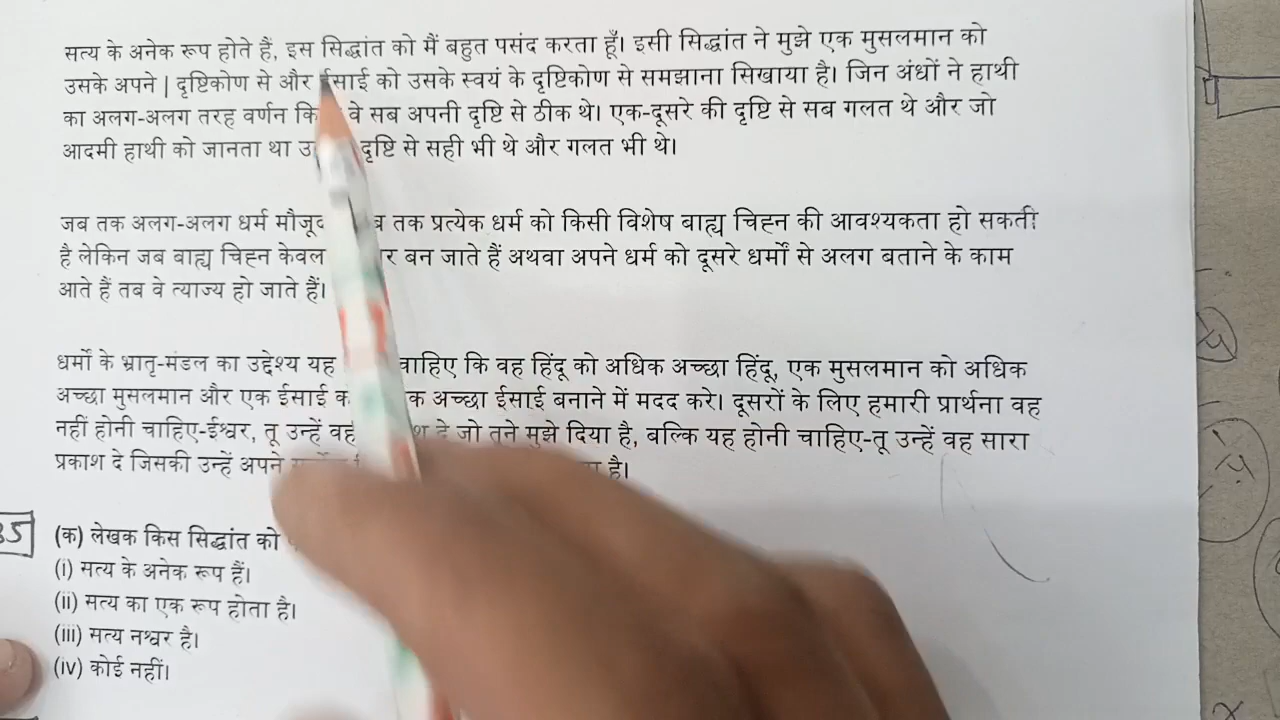 सत्य के अनेक रूप होते हैं, इस सिद्धांत को मैं बहुत पसंद करता हूँ। इसी सिद्धांत ने मुझे एक मुसलमान को
उसके अपने | दृष्टिकोण से और ईसाई को उसके स्वयं के दृष्टिकोण से समझाना सिखाया है। जिन अंधों ने हाथी
का अलग-अलग तरह वर्णन वे सब अपनी दृष्टि से ठीक थे। एक-दूसरे की दृष्टि से सब गलत थे और जो
आदमी हाथी को जानता था दृष्टि से सही भी थे और गलत भी थे।
जब तक अलग-अलग धर्म तक प्रत्येक धर्म को किसी विशेष बाह्य चिह्न की आवश्यकता हो सकती
है लेकिन जब बाह्य चिह्न केवल बन जाते हैं अथवा अपने धर्म को दूसरे धर्मों से अलग बताने के काम
आते हैं तब वे त्याज्य हो जाते हैं।
धर्मों के भ्रातृ-मंडल का उद्देश्य यह चाहिए कि वह हिंदू को अधिक अच्छा हिंदू, एक मुसलमान को अधिक
अच्छा मुसलमान और एक ईसाई अच्छा ईसाई बनाने में मदद करे। दूसरों के लिए हमारी प्रार्थना वह
नहीं होनी चाहिए-ईश्वर, तू उन्हें दे जो तूने मुझे दिया है, बल्कि यह होनी चाहिए-तू उन्हें वह सारा
प्रकाश दे जिसकी उन्हें अपने है।
35
(क) लेखक किस सिद्धांत को
(i) सत्य के अनेक रूप हैं।
(ii) सत्य का एक रूप होता है।
(iii) सत्य नश्वर है।
(iv) कोई नहीं।